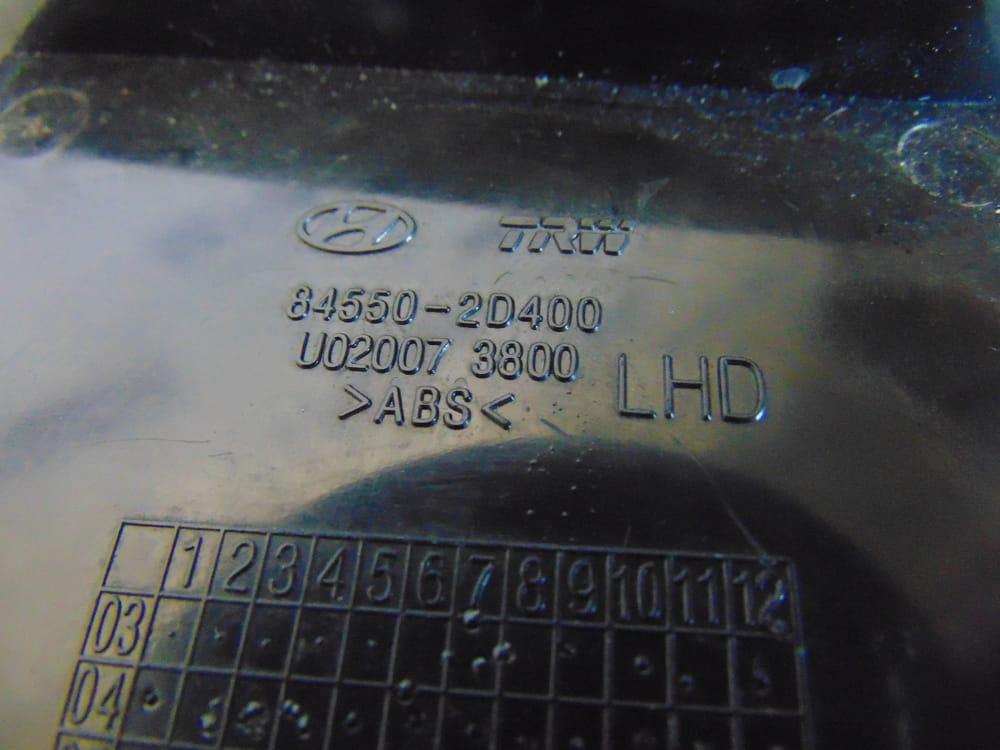 TRW
84550-2D400
U02007 3800
>ABS<
LHD
1 2 3 4 5 6 7 8 9 10 11 12
03
04